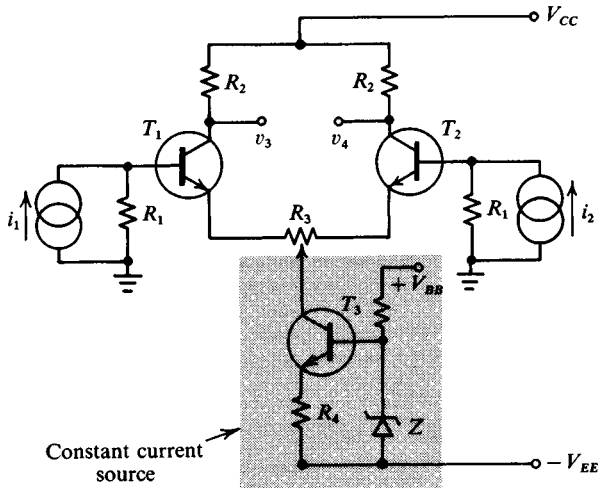 V_CC
R_2
R_2
T_1
v_3
v_4
T_2
i_1
R_1
R_3
R_1
i_2
+ V_BB
T_3
R_4
Z
Constant current
source
- V_EE